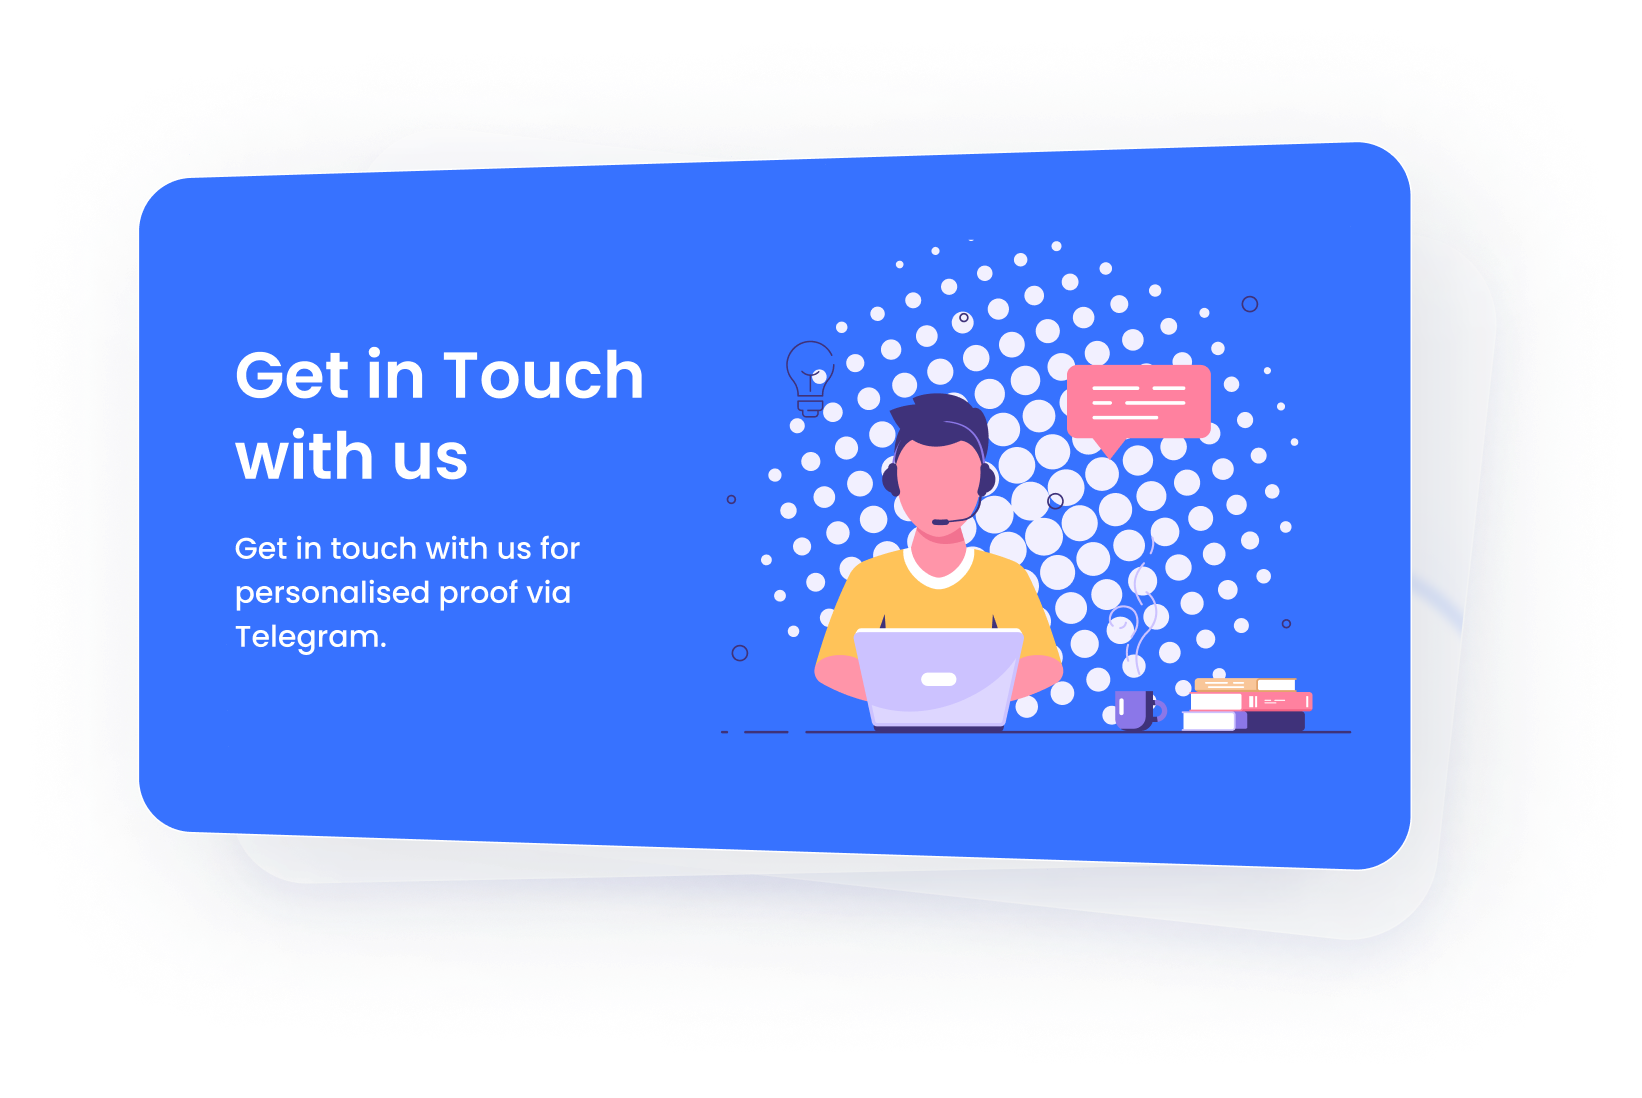 Get in Touch
with us
Get in touch with us for
personalised proof via
Telegram.